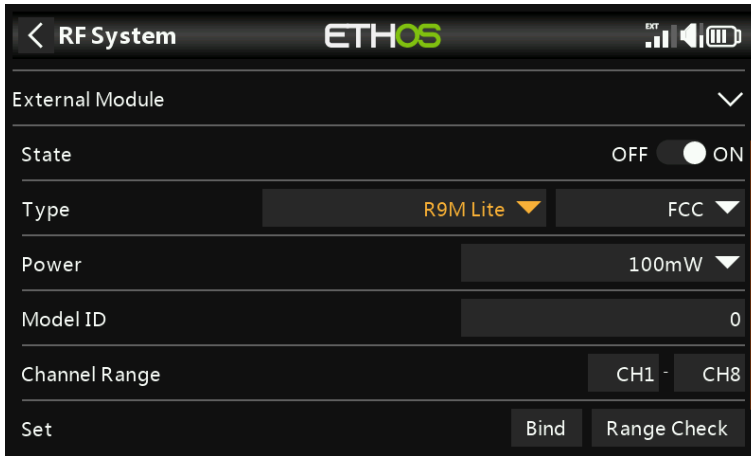 RF System ETHOS EXT
External Module
State OFF ON
Type R9M Lite FCC
Power 100mW
Model ID 0
Channel Range CH1 - CH8
Set Bind Range Check